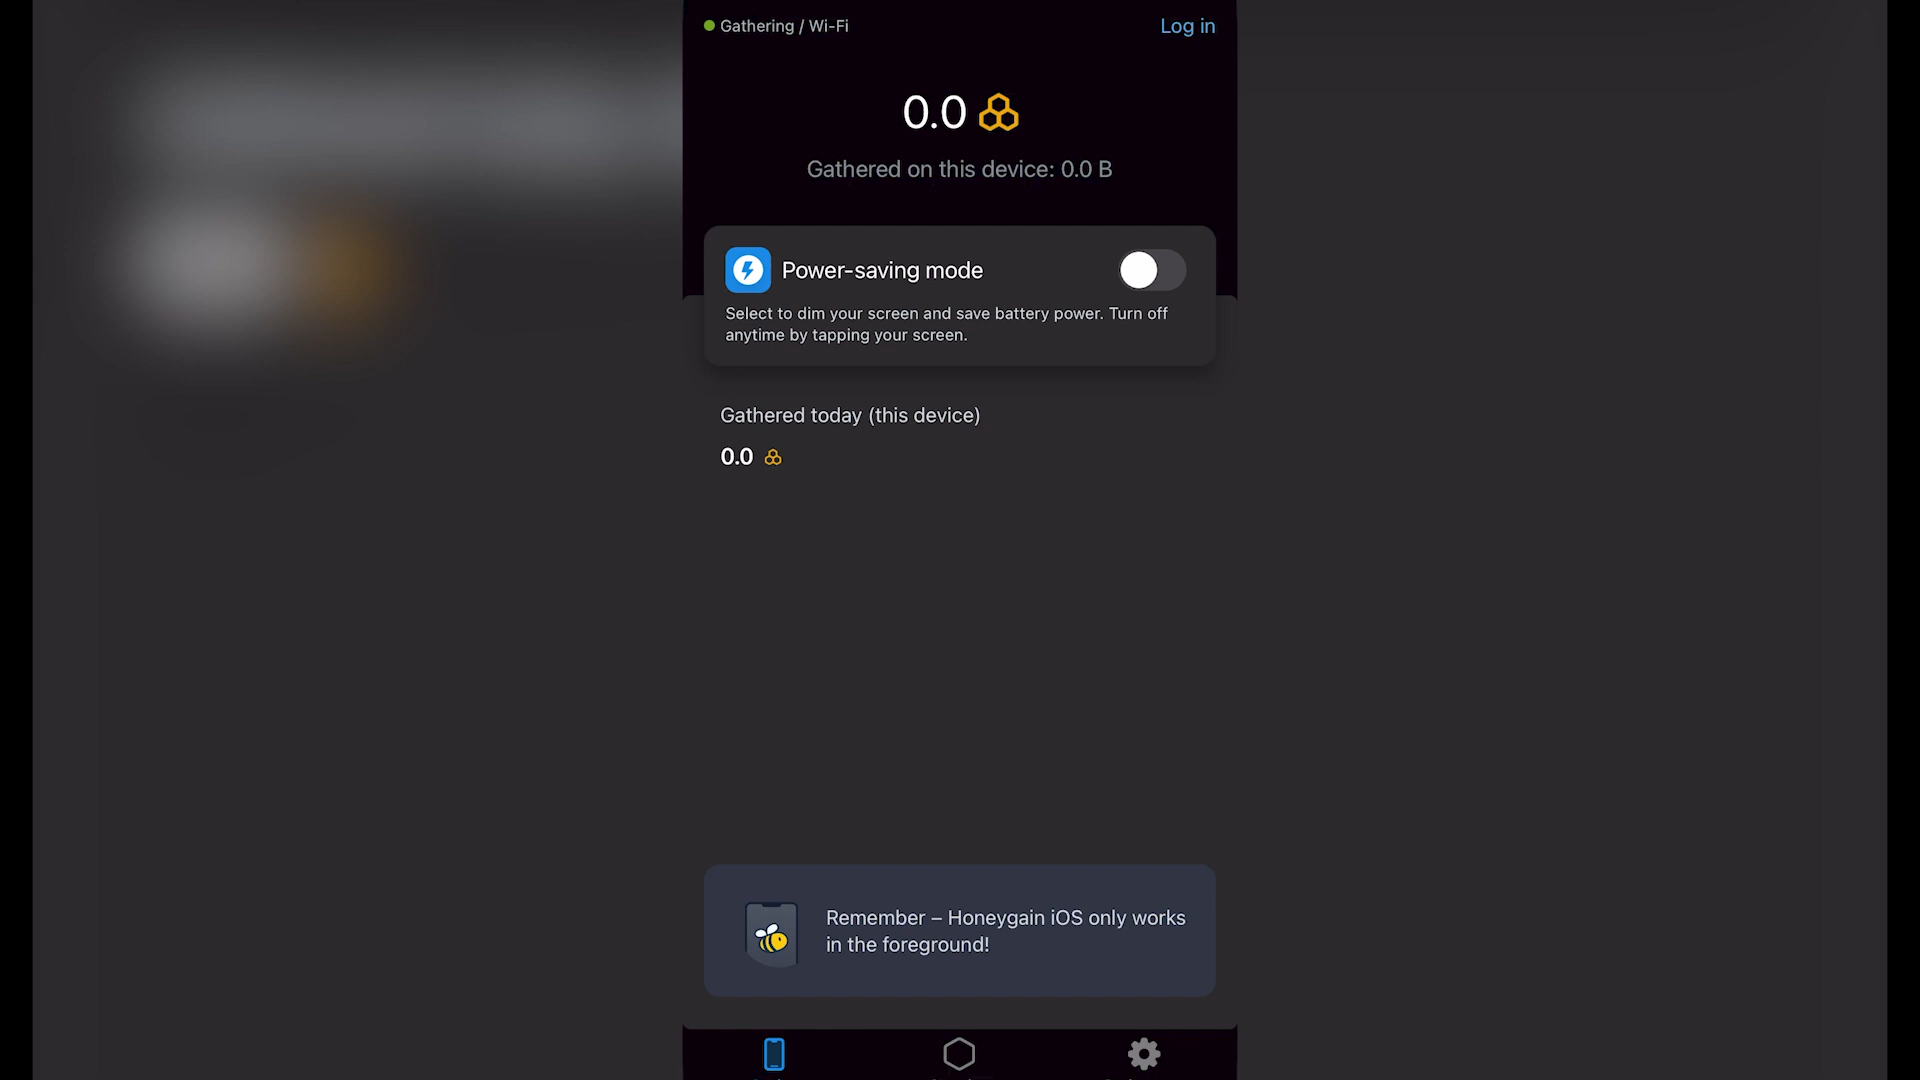 Gathering / Wi-Fi
Log in
0.0
Gathered on this device: 0.0 B
Power-saving mode
Select to dim your screen and save battery power. Turn off
anytime by tapping your screen.
Gathered today (this device)
0.0
Remember – Honeygain iOS only works
in the foreground!